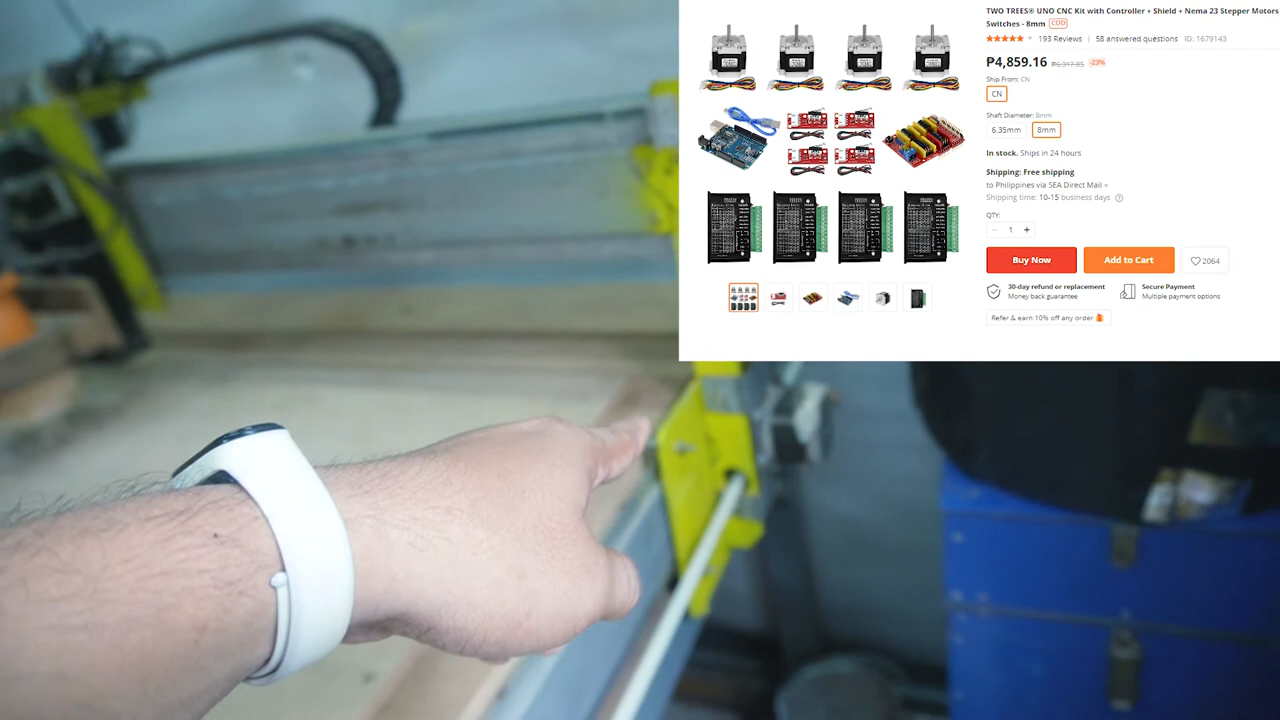 TWO TREES® UNO CNC Kit with Controller + Shield + Nema 23 Stepper Motors
Switches - 8mm COD
193 Reviews | 58 answered questions ID: 1679143
₱4,859.16 ₱6,317.05 -23%
Ship From: CN
CN
Shaft Diameter: 8mm
6.35mm 8mm
In stock. Ships in 24 hours
Shipping: Free shipping
to Philippines via SEA Direct Mail
Shipping time: 10-15 business days
QTY:
− 1 +
Buy Now Add to Cart 2064
30-day refund or replacement
Money back guarantee
Secure Payment
Multiple payment options
Refer & earn 10% off any order